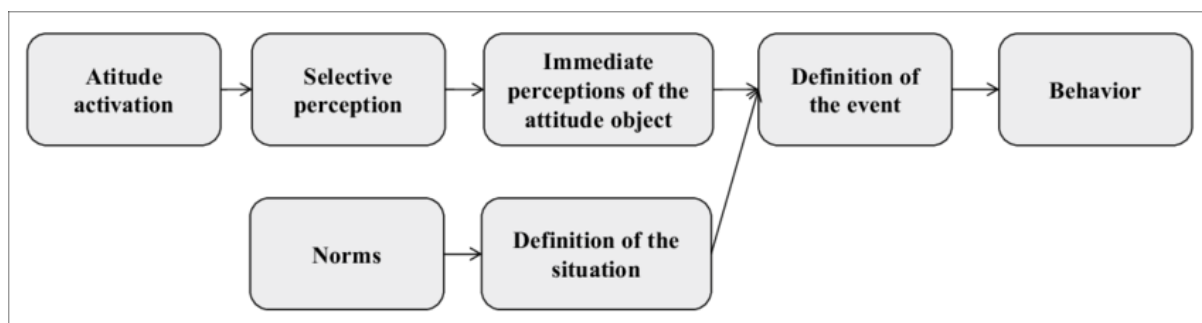 Atitude
activation
Selective
perception
Immediate
perceptions of the
attitude object
Definition of
the event
Behavior
Norms
Definition of the
situation